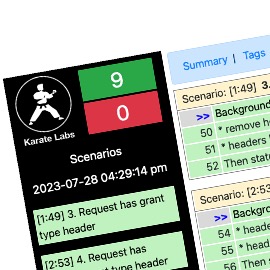 9
0
Karate Labs
Scenarios
2023-07-28 04:29:14 pm
[1:49] 3. Request has grant
type header
[2:53] 4. Request has
type header
Summary | Tags
Scenario: [1:49] 3.
>> Background
50 * remove h
51 * headers
52 Then stat
Scenario: [2:53
>> Backgro
54 * heade
55 * head
56 Then